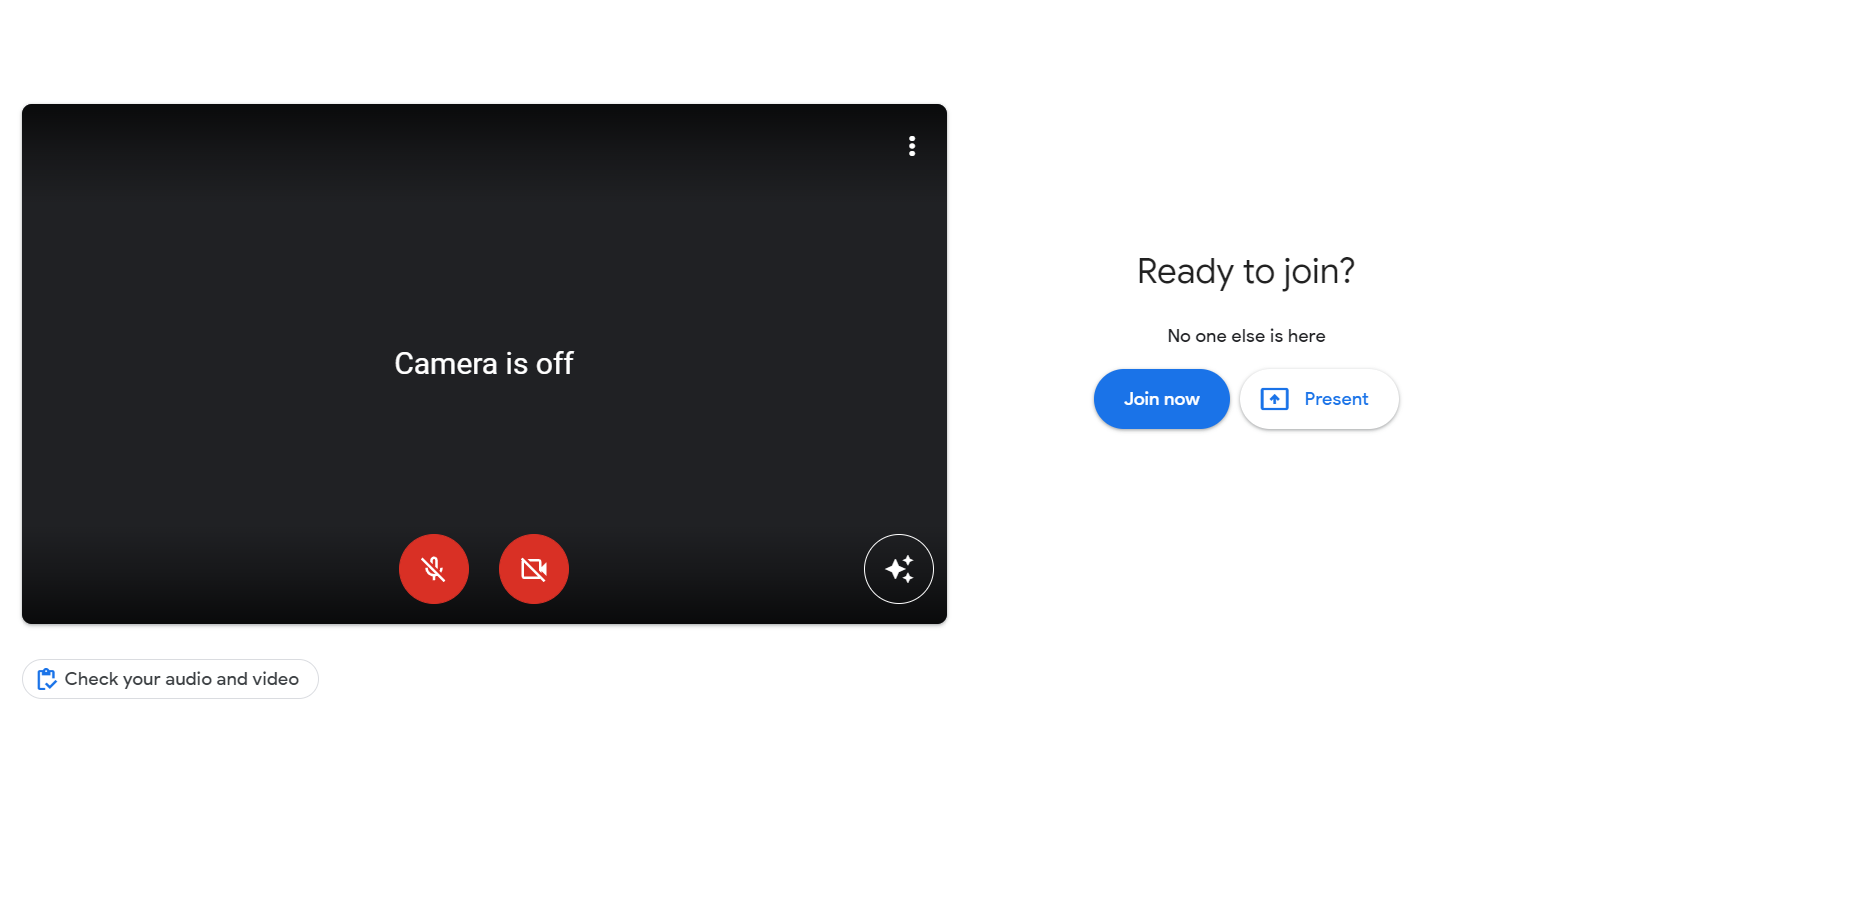 Camera is off
Check your audio and video
Ready to join?
No one else is here
Join now
Present